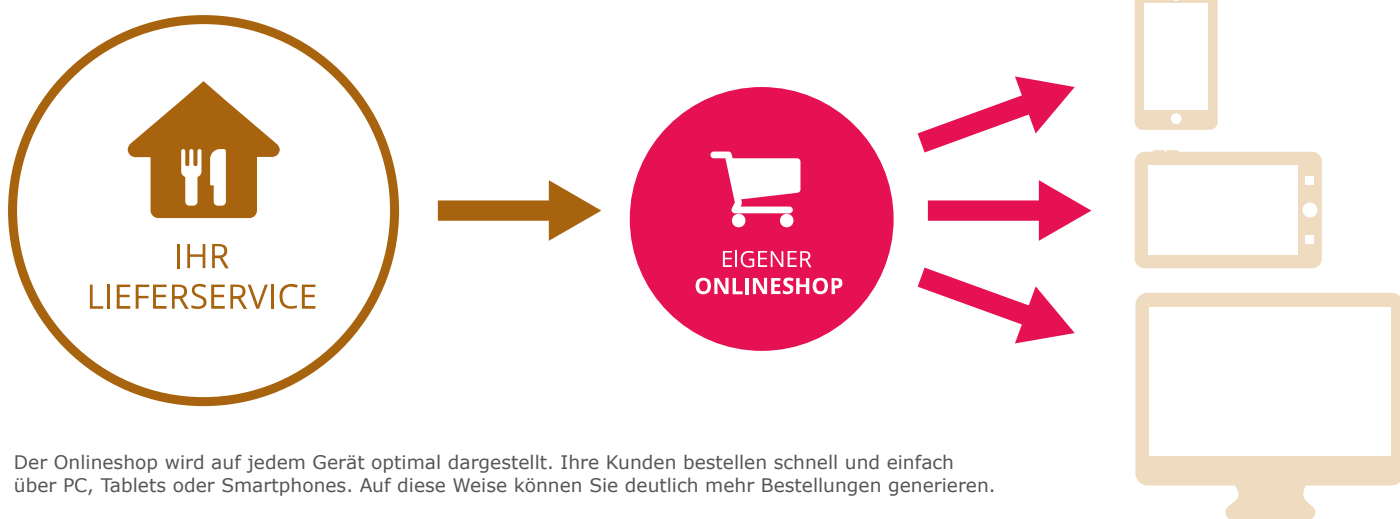 IHR
LIEFERSERVICE
EIGENER
ONLINESHOP
Der Onlineshop wird auf jedem Gerät optimal dargestellt. Ihre Kunden bestellen schnell und einfach
über PC, Tablets oder Smartphones. Auf diese Weise können Sie deutlich mehr Bestellungen generieren.